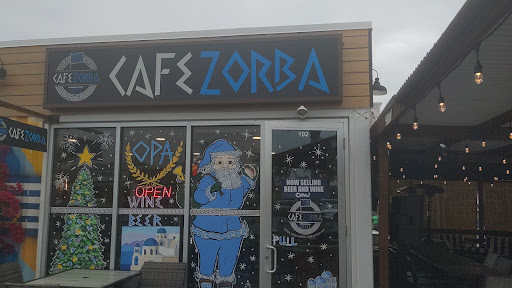 CAFE ZORBA
CAFE ZORBA
CAFE ZORBA
OPA
OPEN
WINE
BEER
102
NOW SELLING
BEER AND WINE
OPA!
CAFE ZORBA
PULL